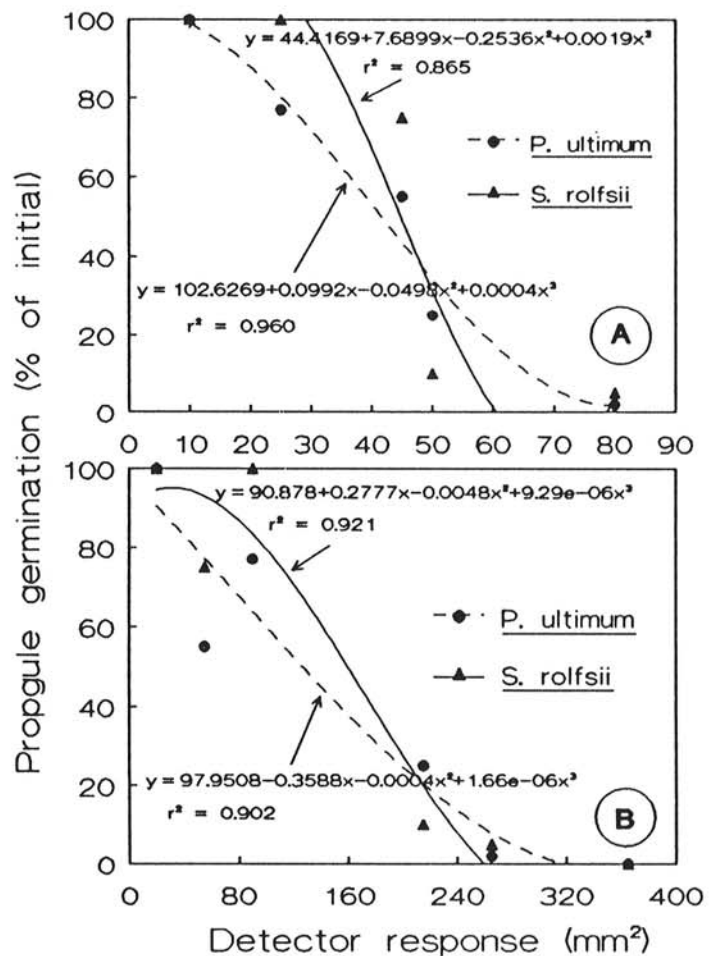 100
80
60
40
20
0
y = 44.4169+7.6899x−0.2536x²+0.0019x³
r² = 0.865
P. ultimum
S. rolfsii
y = 102.6269+0.0992x−0.0498x²+0.0004x³
r² = 0.960
A
0 10 20 30 40 50 60 70 80 90
100
80
60
40
20
0
y = 90.878+0.2777x−0.0048x²+9.29e−06x³
r² = 0.921
P. ultimum
S. rolfsii
y = 97.9508−0.3588x−0.0004x²+1.66e−06x³
r² = 0.902
B
0 80 160 240 320 400
Propgule germination (% of initial)
Detector response (mm²)